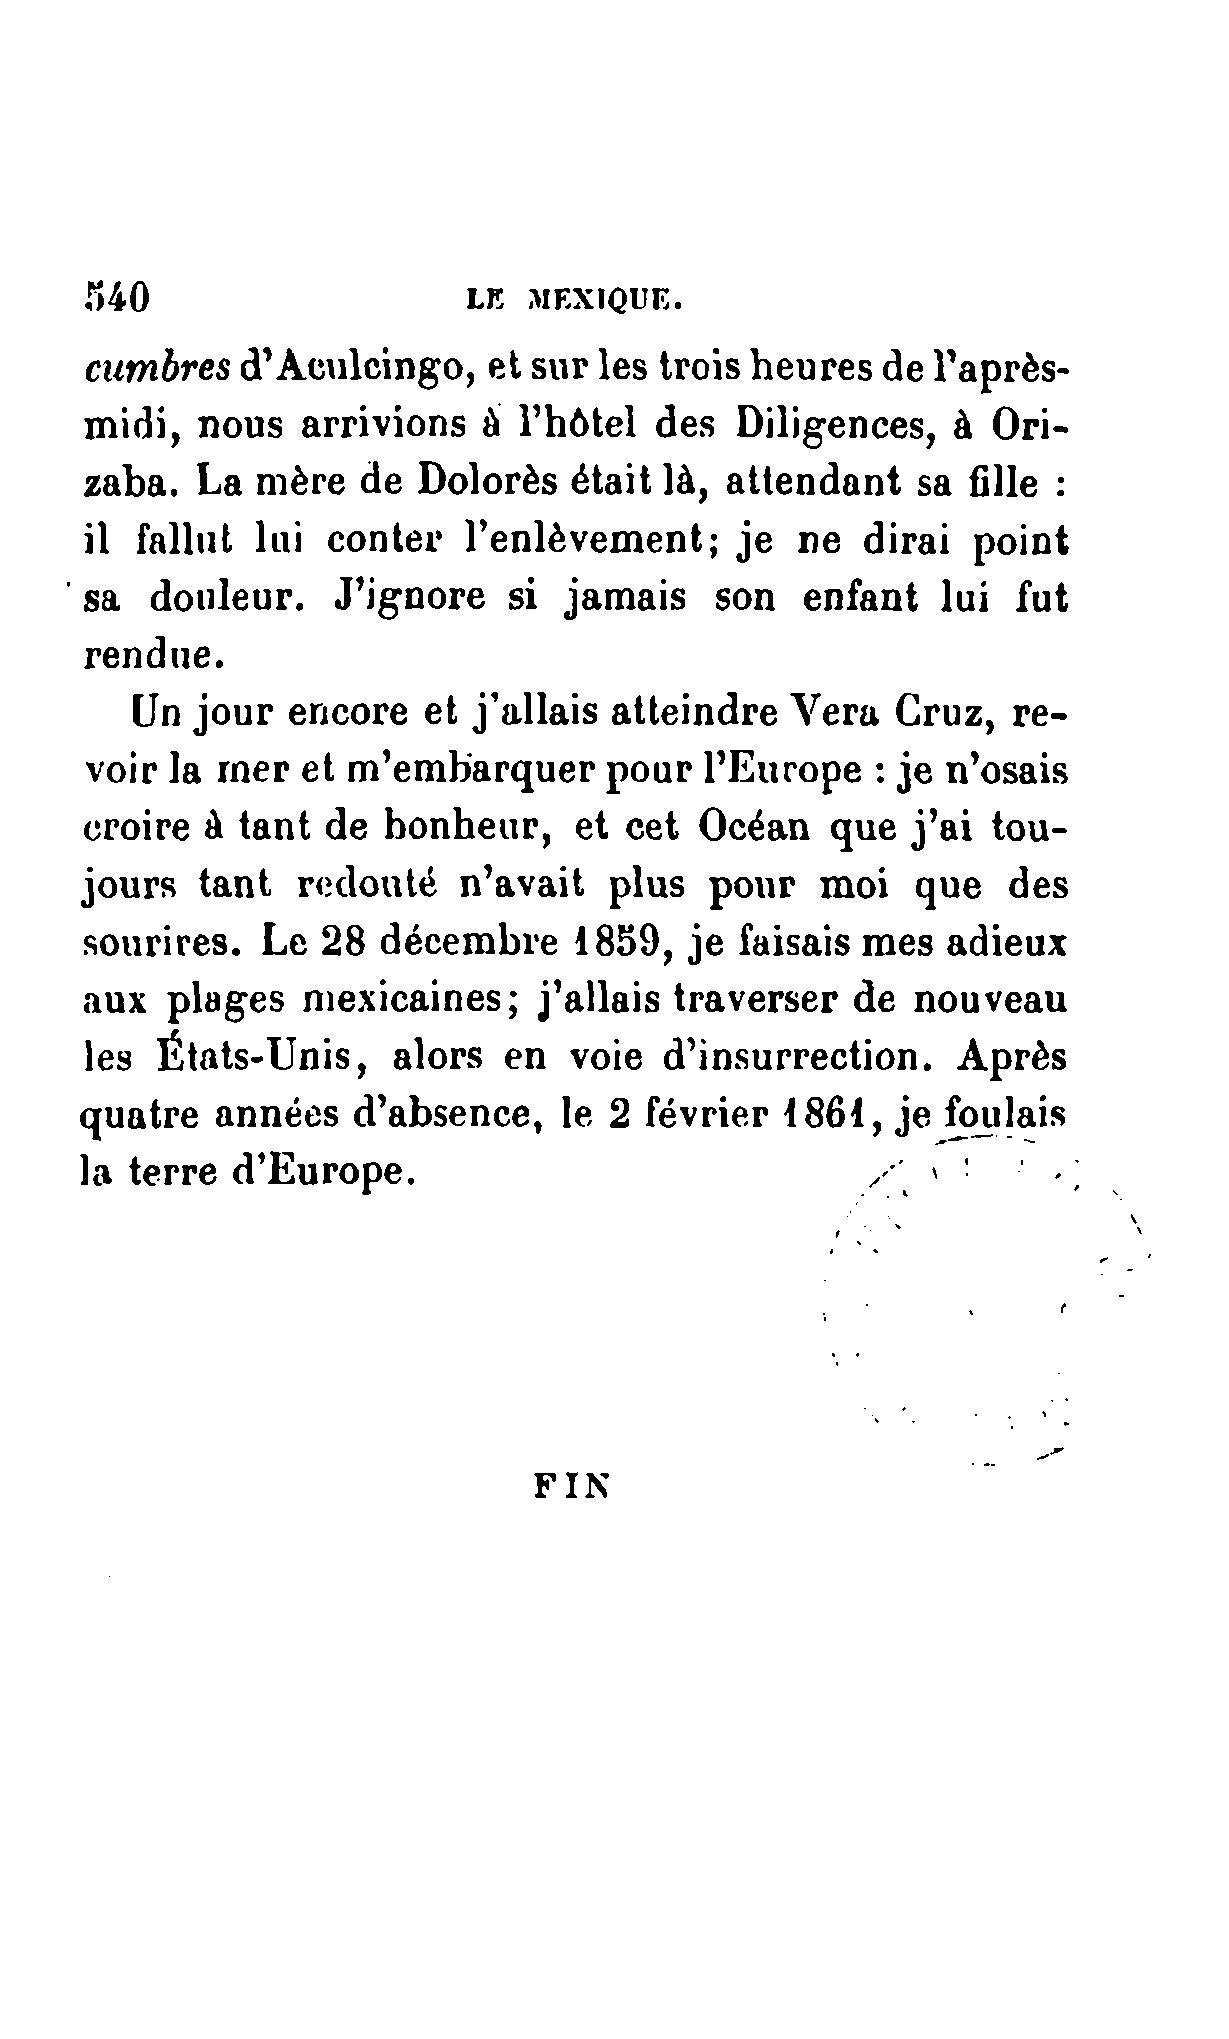 540 LE MEXIQUE.
cumbres d'Aculcingo, et sur les trois heures de l'après-
midi, nous arrivions à l'hôtel des Diligences, à Ori-
zaba. La mère de Dolorès était là, attendant sa fille :
il fallut lui conter l'enlèvement; je ne dirai point
sa douleur. J'ignore si jamais son enfant lui fut
rendue.
Un jour encore et j'allais atteindre Vera Cruz, re-
voir la mer et m'embarquer pour l'Europe : je n'osais
croire à tant de bonheur, et cet Océan que j'ai tou-
jours tant redouté n'avait plus pour moi que des
sourires. Le 28 décembre 1859, je faisais mes adieux
aux plages mexicaines; j'allais traverser de nouveau
les États-Unis, alors en voie d'insurrection. Après
quatre années d'absence, le 2 février 1861, je foulais
la terre d'Europe.
FIN